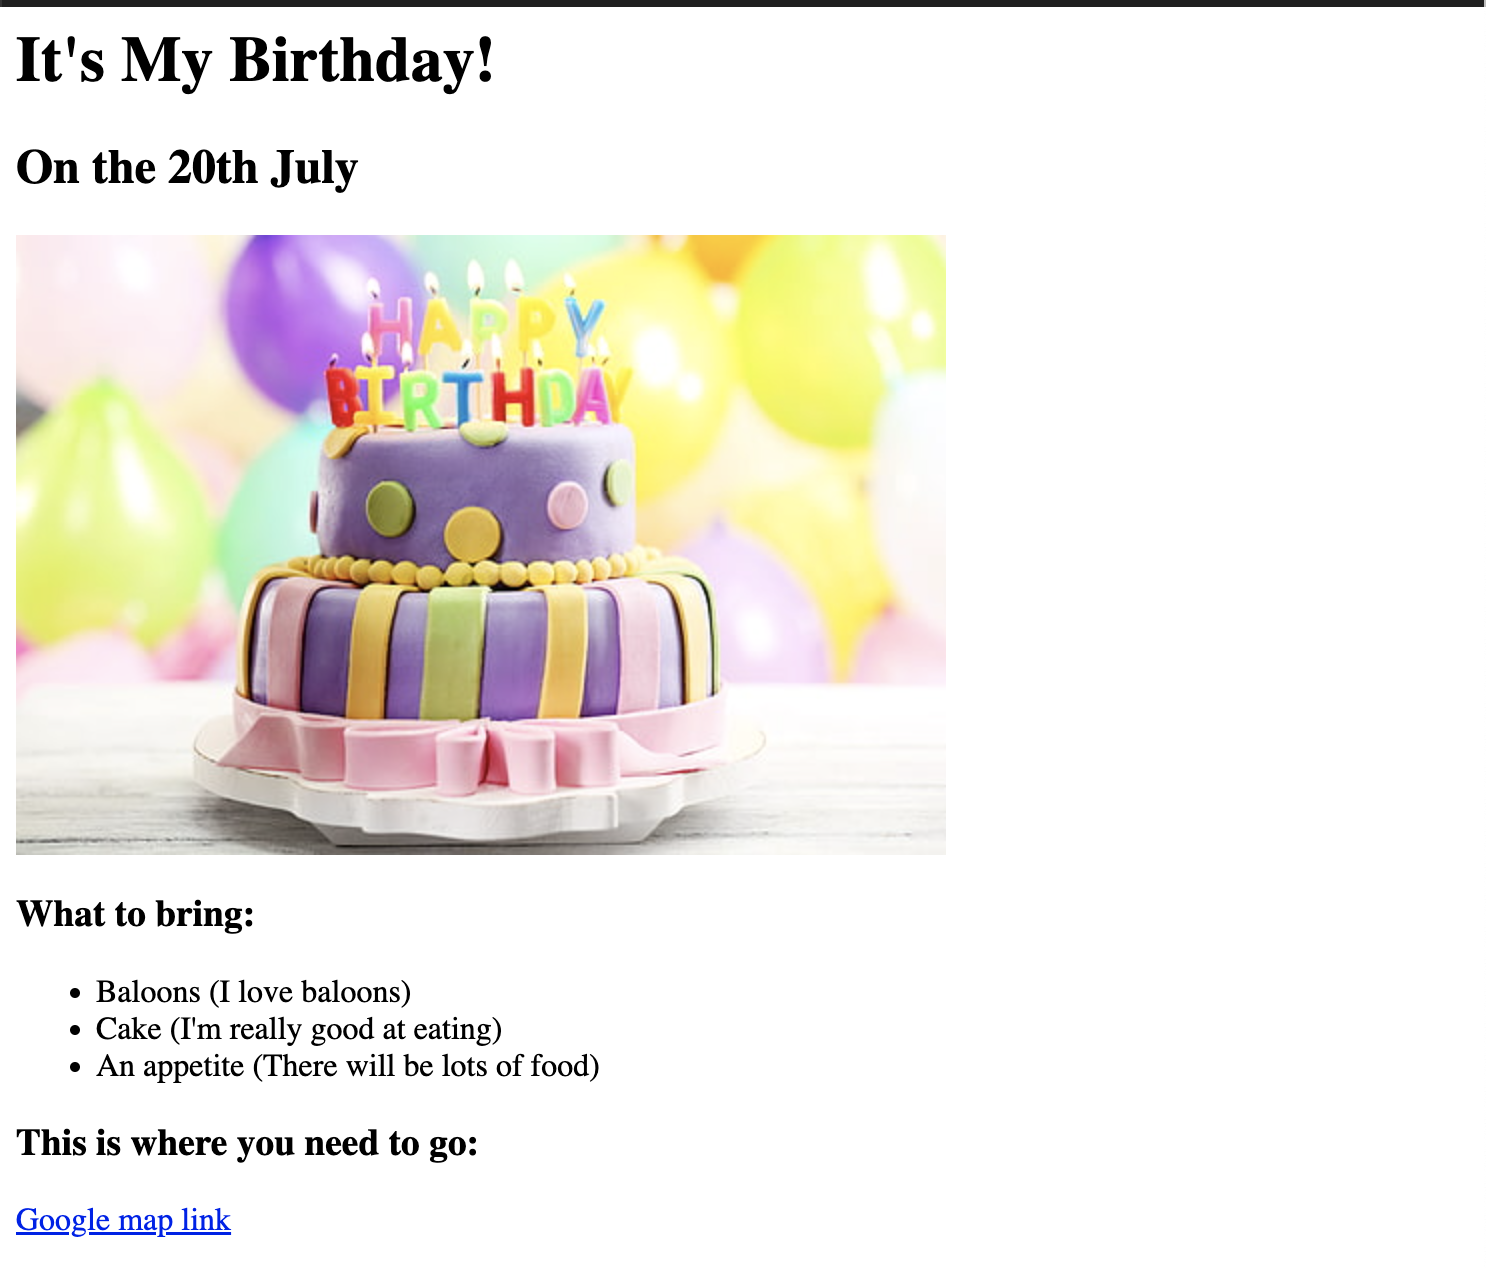 It's My Birthday!
On the 20th July
HAPPY
BIRTHDAY
What to bring:
Baloons (I love baloons)
Cake (I'm really good at eating)
An appetite (There will be lots of food)
This is where you need to go:
Google map link